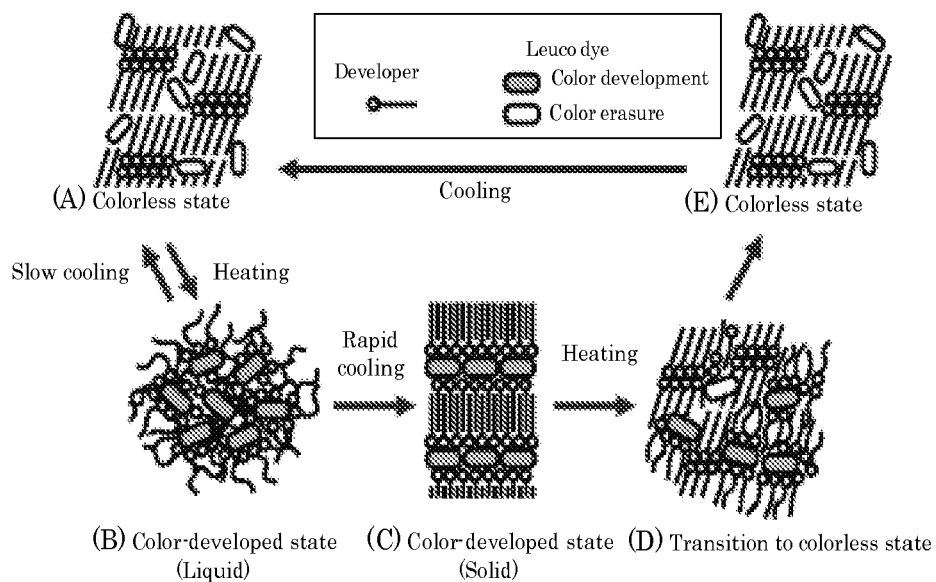 Leuco dye
Developer
Color development
Color erasure
Cooling
(A) Colorless state
(E) Colorless state
Slow cooling
Heating
Rapid
cooling
Heating
(B) Color-developed state
(Liquid)
(C) Color-developed state
(Solid)
(D) Transition to colorless state